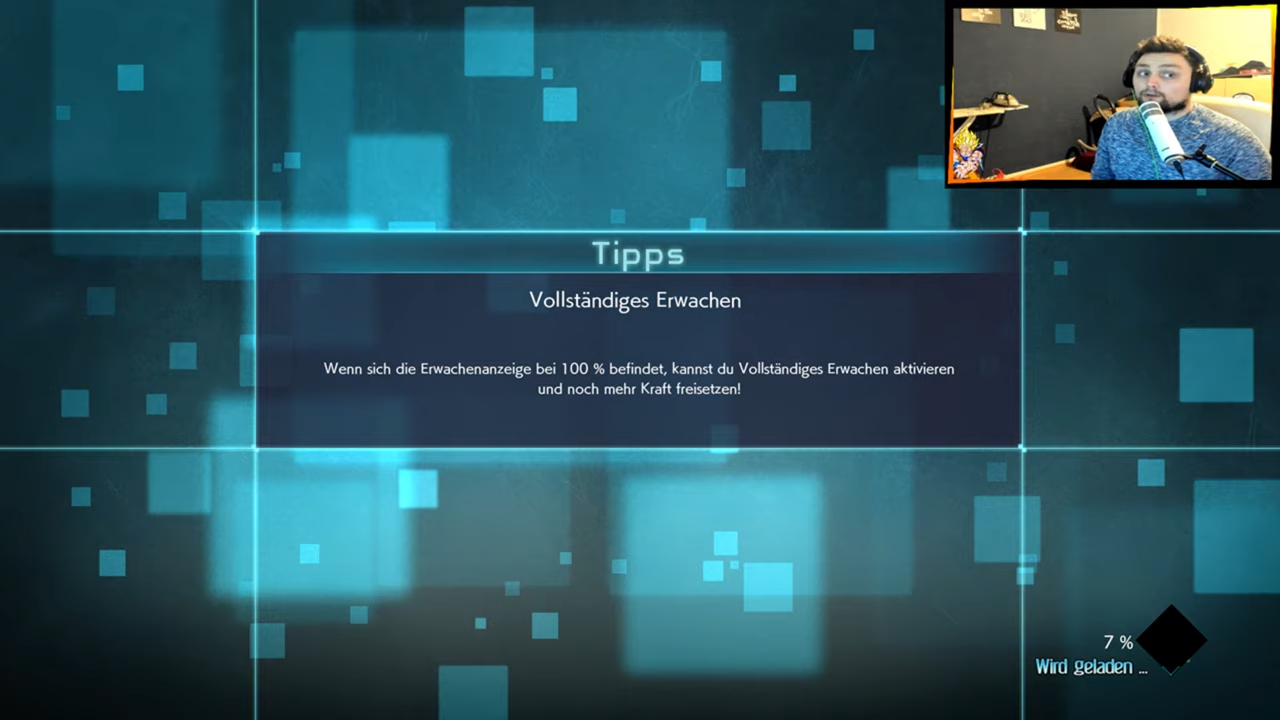 Tipps
Vollständiges Erwachen
Wenn sich die Erwachenanzeige bei 100 % befindet, kannst du Vollständiges Erwachen aktivieren
und noch mehr Kraft freisetzen!
7 %
Wird geladen ...